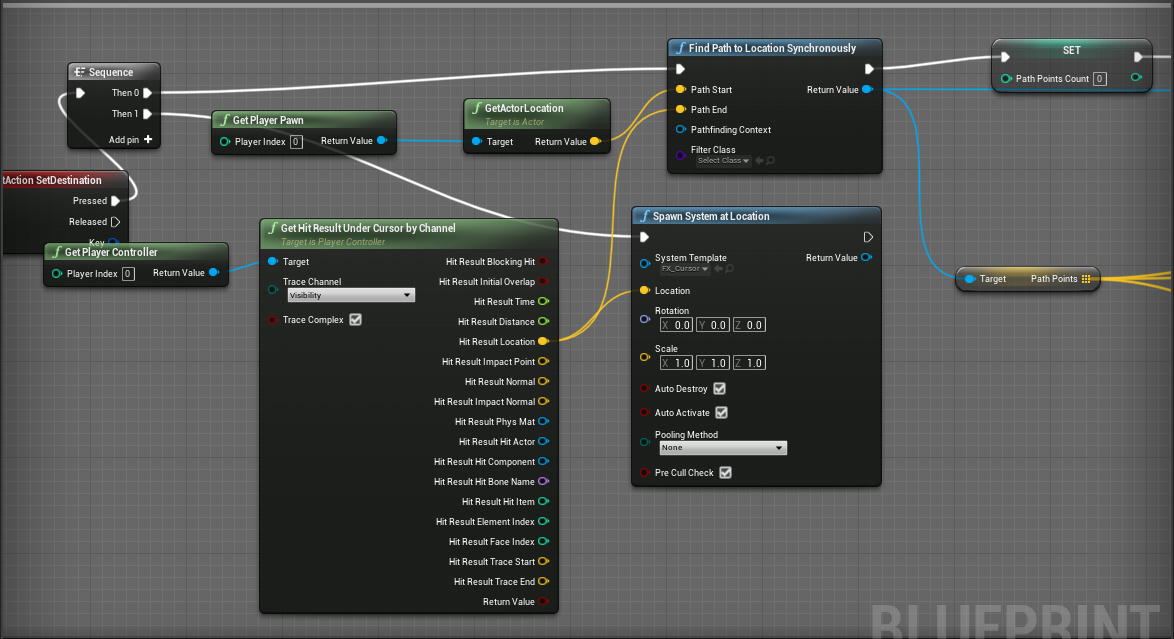 Sequence
Then 0
Then 1
Add pin
tAction SetDestination
Pressed
Released
Key
Get Player Controller
Player Index 0
Return Value
Get Player Pawn
Player Index 0
Return Value
GetActorLocation
Target is Actor
Target
Return Value
Get Hit Result Under Cursor by Channel
Target is Player Controller
Target
Trace Channel
Visibility
Trace Complex
Hit Result Blocking Hit
Hit Result Initial Overlap
Hit Result Time
Hit Result Distance
Hit Result Location
Hit Result Impact Point
Hit Result Normal
Hit Result Impact Normal
Hit Result Phys Mat
Hit Result Hit Actor
Hit Result Hit Component
Hit Result Hit Bone Name
Hit Result Hit Item
Hit Result Element Index
Hit Result Face Index
Hit Result Trace Start
Hit Result Trace End
Return Value
Find Path to Location Synchronously
Path Start
Path End
Pathfinding Context
Filter Class
Select Class
Return Value
Spawn System at Location
System Template
FX_Cursor
Location
Rotation
X 0.0 Y 0.0 Z 0.0
Scale
X 1.0 Y 1.0 Z 1.0
Auto Destroy
Auto Activate
Pooling Method
None
Pre Cull Check
Return Value
SET
Path Points Count 0
Target Path Points
BLUEPRINT